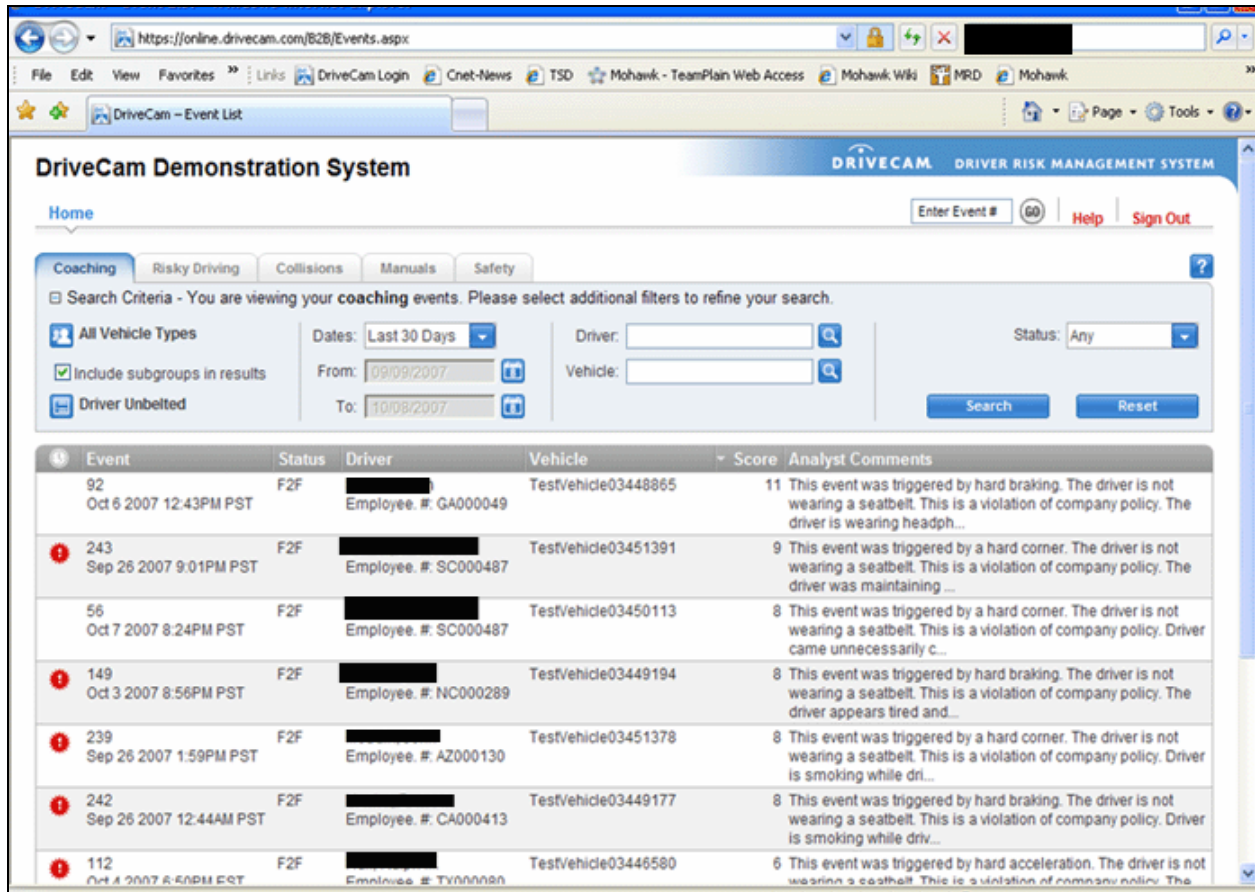 https://online.drivecam.com/B2B/Events.aspx
File Edit View Favorites » Links DriveCam Login Cnet-News TSD Mohawk - TeamPlain Web Access Mohawk Wiki MRD Mohawk »
DriveCam – Event List Page Tools
DriveCam Demonstration System DRIVECAM DRIVER RISK MANAGEMENT SYSTEM
Home Enter Event # GO Help Sign Out
Coaching Risky Driving Collisions Manuals Safety ?
Search Criteria - You are viewing your coaching events. Please select additional filters to refine your search.
All Vehicle Types Dates: Last 30 Days Driver: Status: Any
Include subgroups in results From: 09/09/2007 Vehicle:
Driver Unbelted To: 10/08/2007 Search Reset
Event Status Driver Vehicle Score Analyst Comments
92 F2F TestVehicle03448865 11 This event was triggered by hard braking. The driver is not
Oct 6 2007 12:43PM PST Employee. #: GA000049 wearing a seatbelt. This is a violation of company policy. The
driver is wearing headph...
243 F2F TestVehicle03451391 9 This event was triggered by a hard corner. The driver is not
Sep 26 2007 9:01PM PST Employee. #: SC000487 wearing a seatbelt. This is a violation of company policy. The
driver was maintaining ...
56 F2F TestVehicle03450113 8 This event was triggered by a hard corner. The driver is not
Oct 7 2007 8:24PM PST Employee. #: SC000487 wearing a seatbelt. This is a violation of company policy. Driver
came unnecessarily c...
149 F2F TestVehicle03449194 8 This event was triggered by hard braking. The driver is not
Oct 3 2007 8:56PM PST Employee. #: NC000289 wearing a seatbelt. This is a violation of company policy. The
driver appears tired and...
239 F2F TestVehicle03451378 8 This event was triggered by a hard corner. The driver is not
Sep 26 2007 1:59PM PST Employee. #: AZ000130 wearing a seatbelt. This is a violation of company policy. Driver
is smoking while dri...
242 F2F TestVehicle03449177 8 This event was triggered by hard braking. The driver is not
Sep 26 2007 12:44AM PST Employee. #: CA000413 wearing a seatbelt. This is a violation of company policy. Driver
is smoking while driv...
112 F2F TestVehicle03446580 6 This event was triggered by hard acceleration. The driver is not
Oct 4 2007 6:50PM EST Employee. #: TX000080 wearing a seatbelt. This is a violation of company policy. The